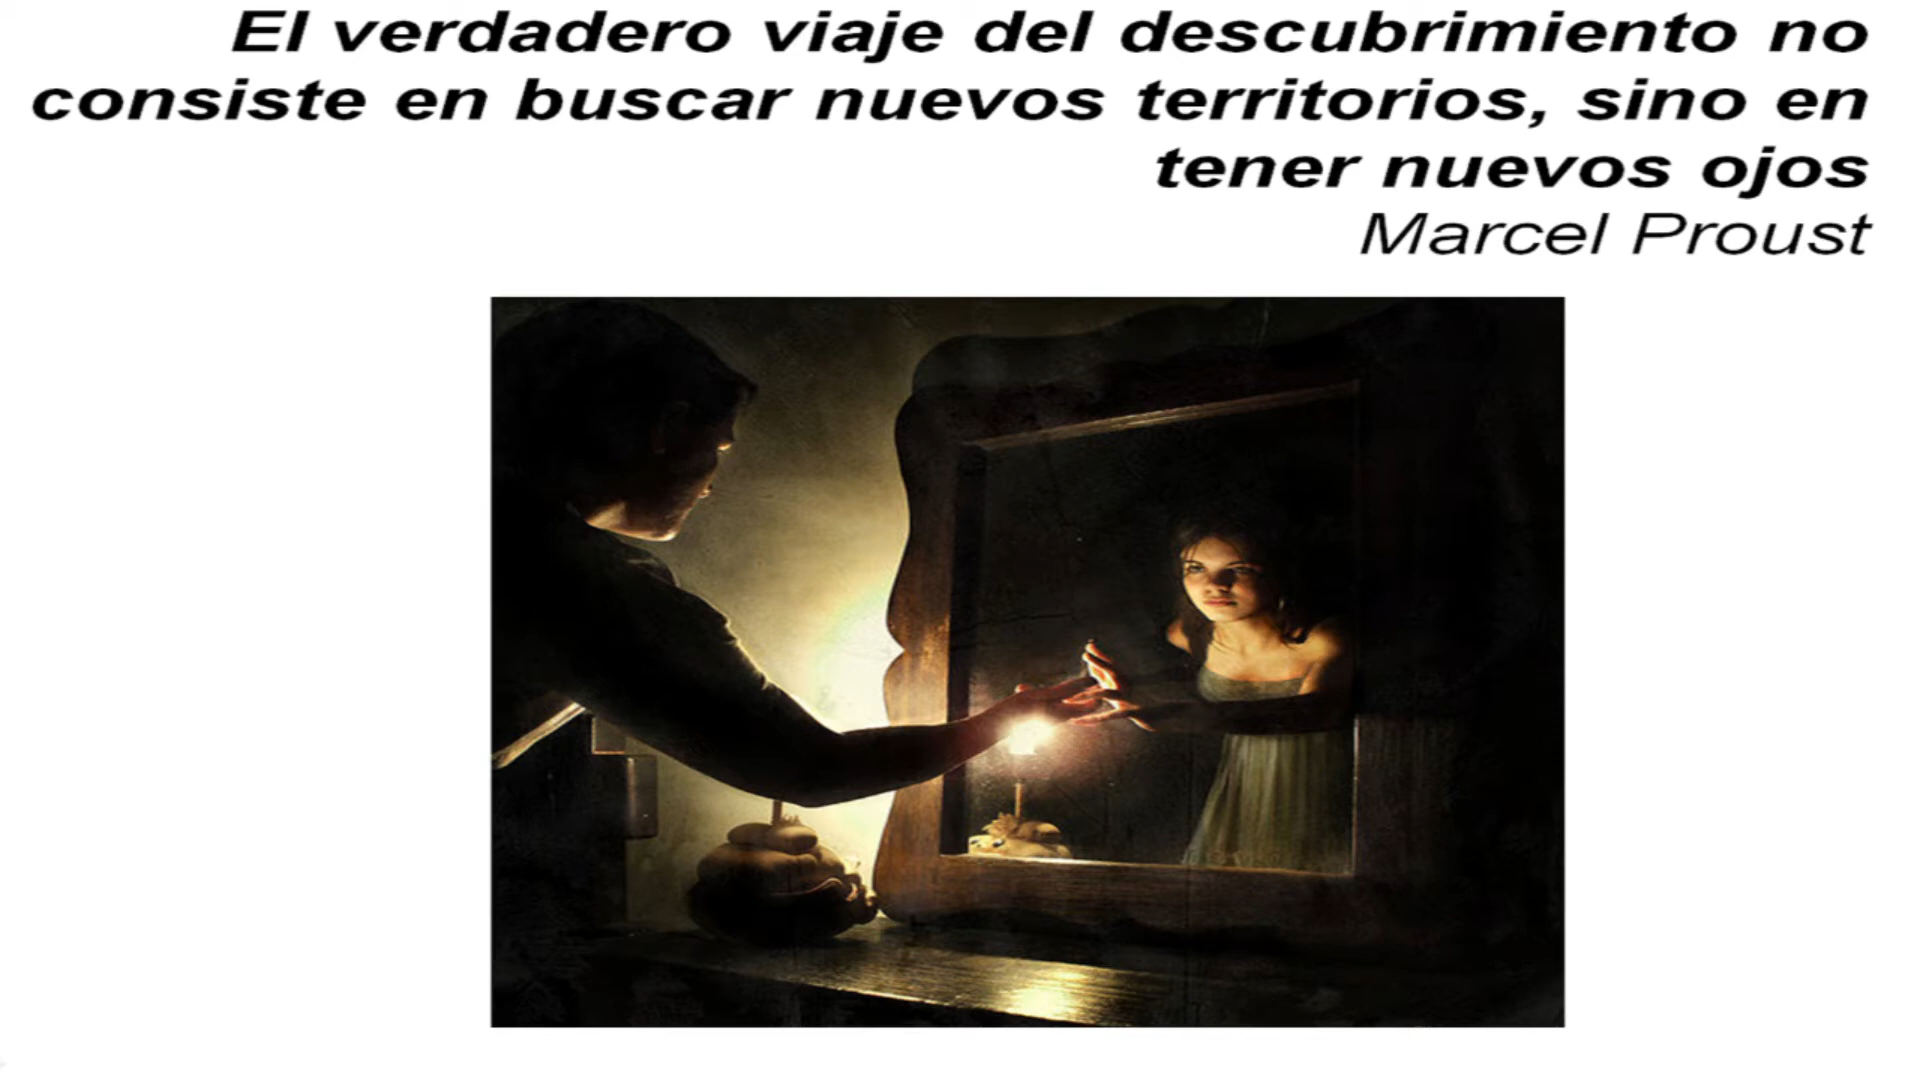 El verdadero viaje del descubrimiento no
consiste en buscar nuevos territorios, sino en
tener nuevos ojos
Marcel Proust